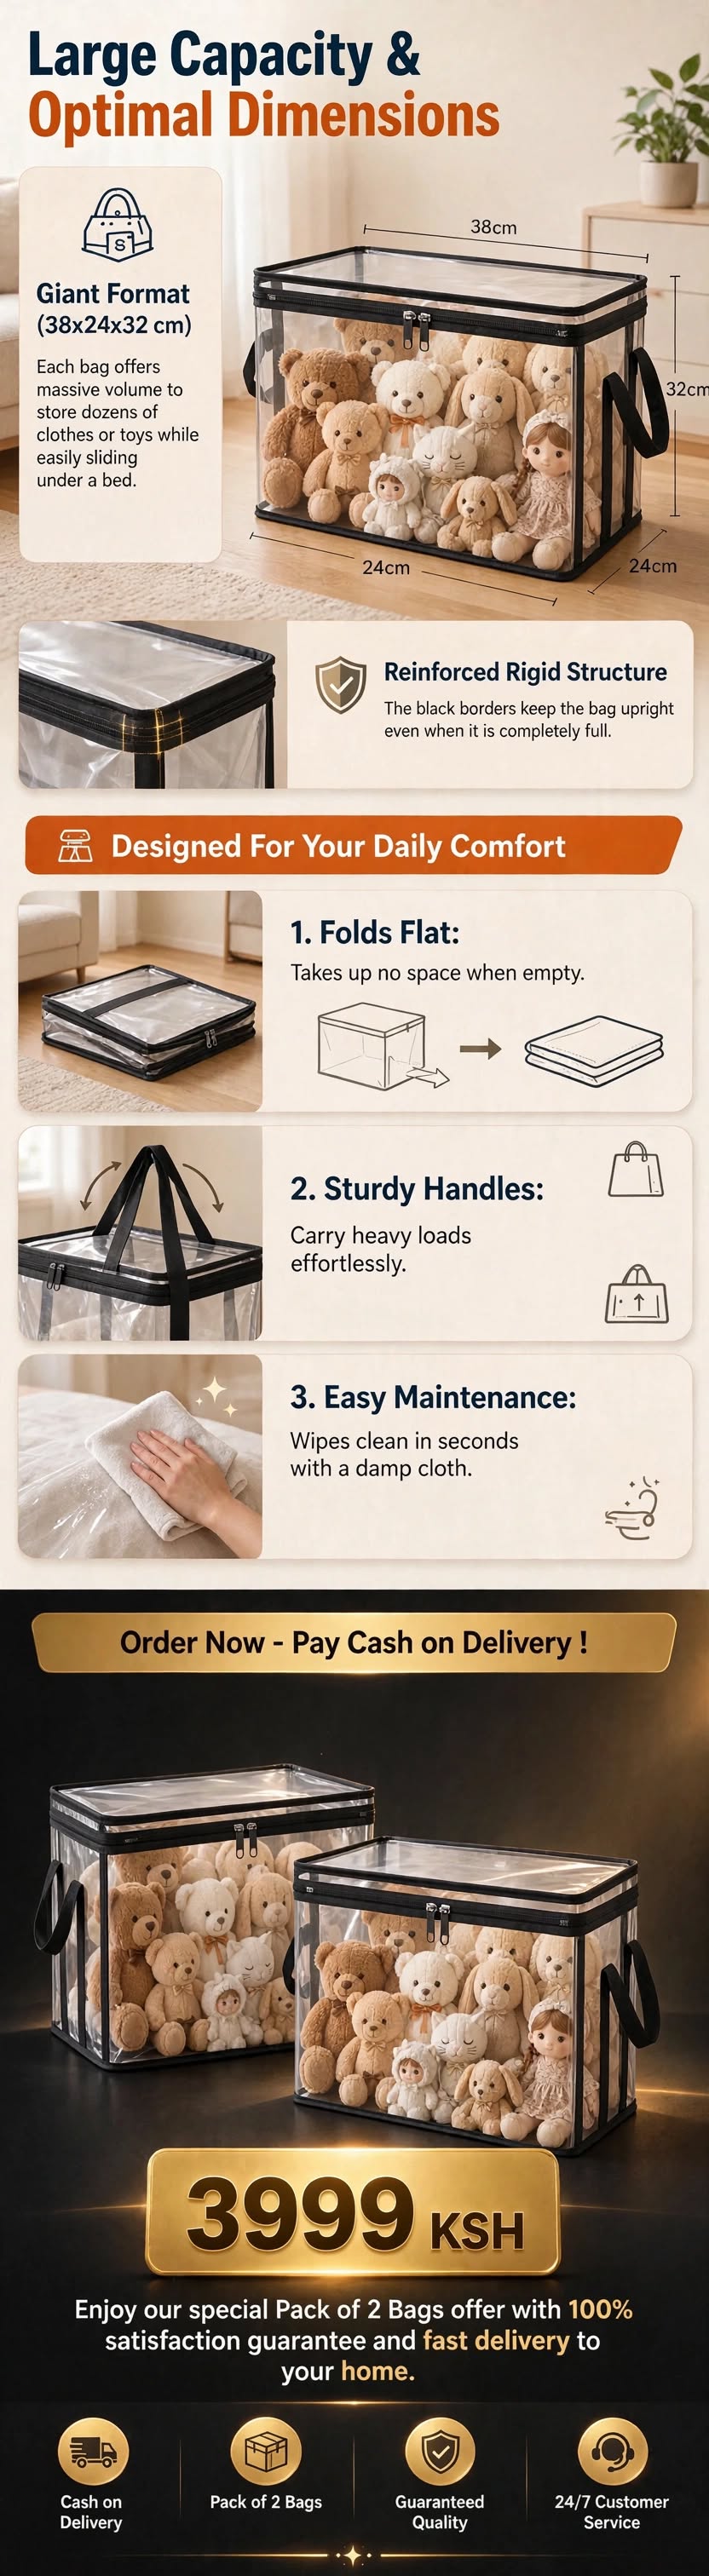 Large Capacity &
Optimal Dimensions
S
Giant Format
(38x24x32 cm)
Each bag offers
massive volume to
store dozens of
clothes or toys while
easily sliding
under a bed.
38cm
32cm
24cm
24cm
Reinforced Rigid Structure
The black borders keep the bag upright
even when it is completely full.
Designed For Your Daily Comfort
1. Folds Flat:
Takes up no space when empty.
2. Sturdy Handles:
Carry heavy loads
effortlessly.
3. Easy Maintenance:
Wipes clean in seconds
with a damp cloth.
Order Now - Pay Cash on Delivery !
3999 KSH
Enjoy our special Pack of 2 Bags offer with 100%
satisfaction guarantee and fast delivery to
your home.
Cash on
Delivery
Pack of 2 Bags
Guaranteed
Quality
24/7 Customer
Service